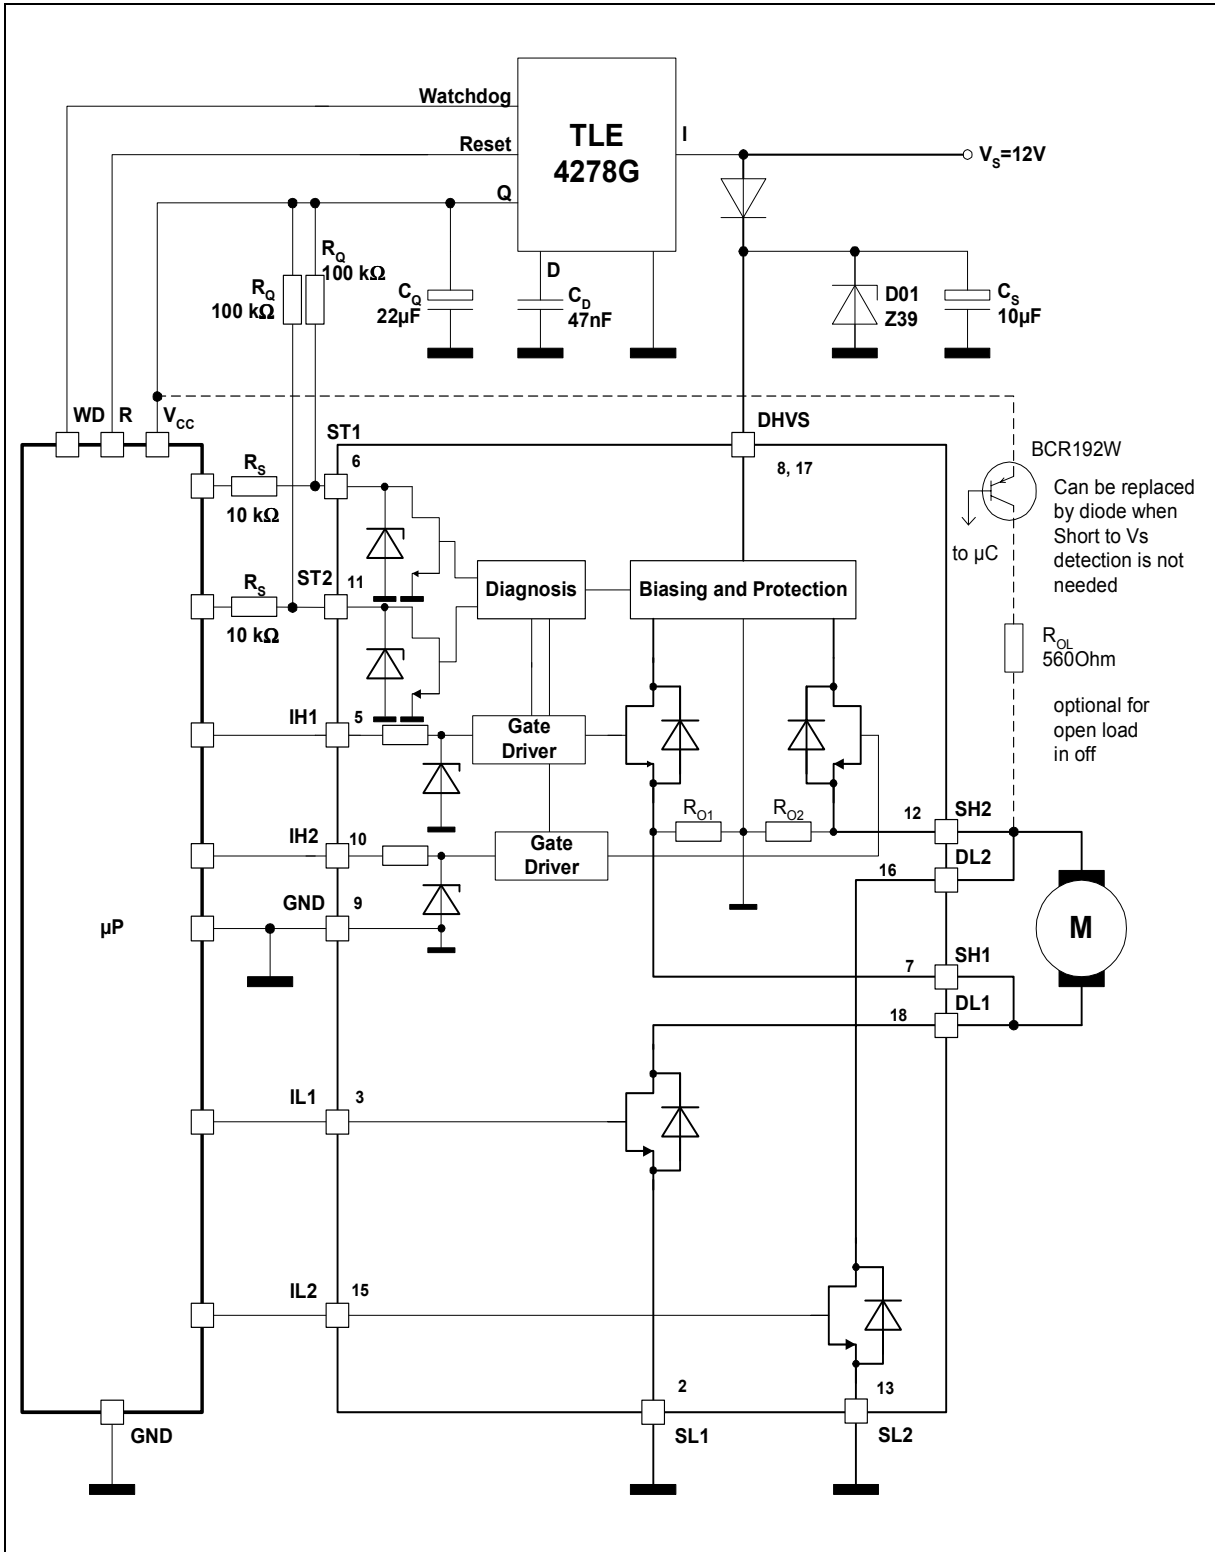 Watchdog
TLE
4278G
I
Reset
V_S=12V
Q
D
R_Q
100 kΩ
R_Q
100 kΩ
C_Q
22µF
C_D
47nF
D01
Z39
C_S
10µF
WD
R
V_CC
ST1
6
DHVS
8, 17
BCR192W
Can be replaced
by diode when
Short to Vs
detection is not
needed
to µC
R_S
10 kΩ
ST2
11
Diagnosis
Biasing and Protection
R_S
10 kΩ
R_OL
560Ohm
optional for
open load
in off
IH1
5
Gate
Driver
R_O1
R_O2
12
SH2
IH2
10
Gate
Driver
16
DL2
GND
9
µP
M
7
SH1
18
DL1
IL1
3
IL2
15
2
13
GND
SL1
SL2